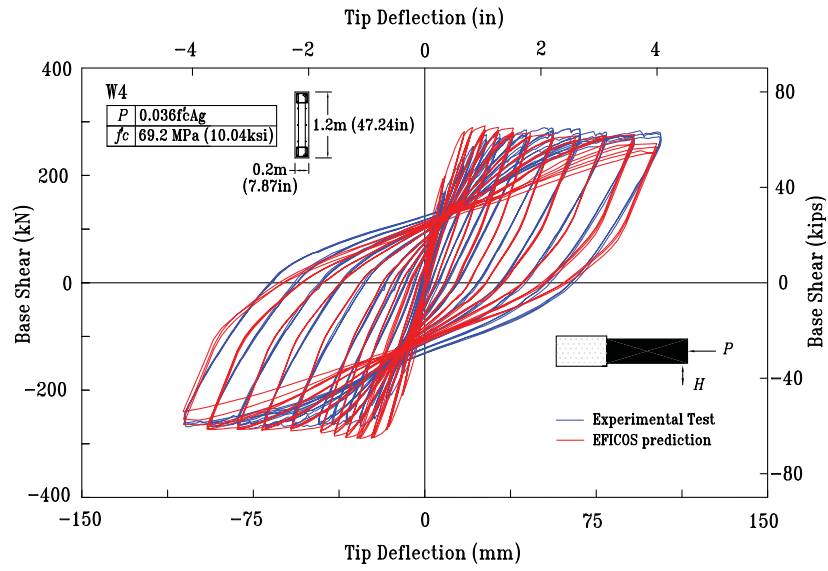 Tip Deflection (in)
−4 −2 0 2 4
400 200 0 −200 −400
Base Shear (kN)
W4
P 0.036f'cAg
f'c 69.2 MPa (10.04ksi)
1.2m (47.24in)
0.2m
(7.87in)
80 40 0 −40 −80
Base Shear (kips)
P
H
Experimental Test
EFICOS prediction
−150 −75 0 75 150
Tip Deflection (mm)